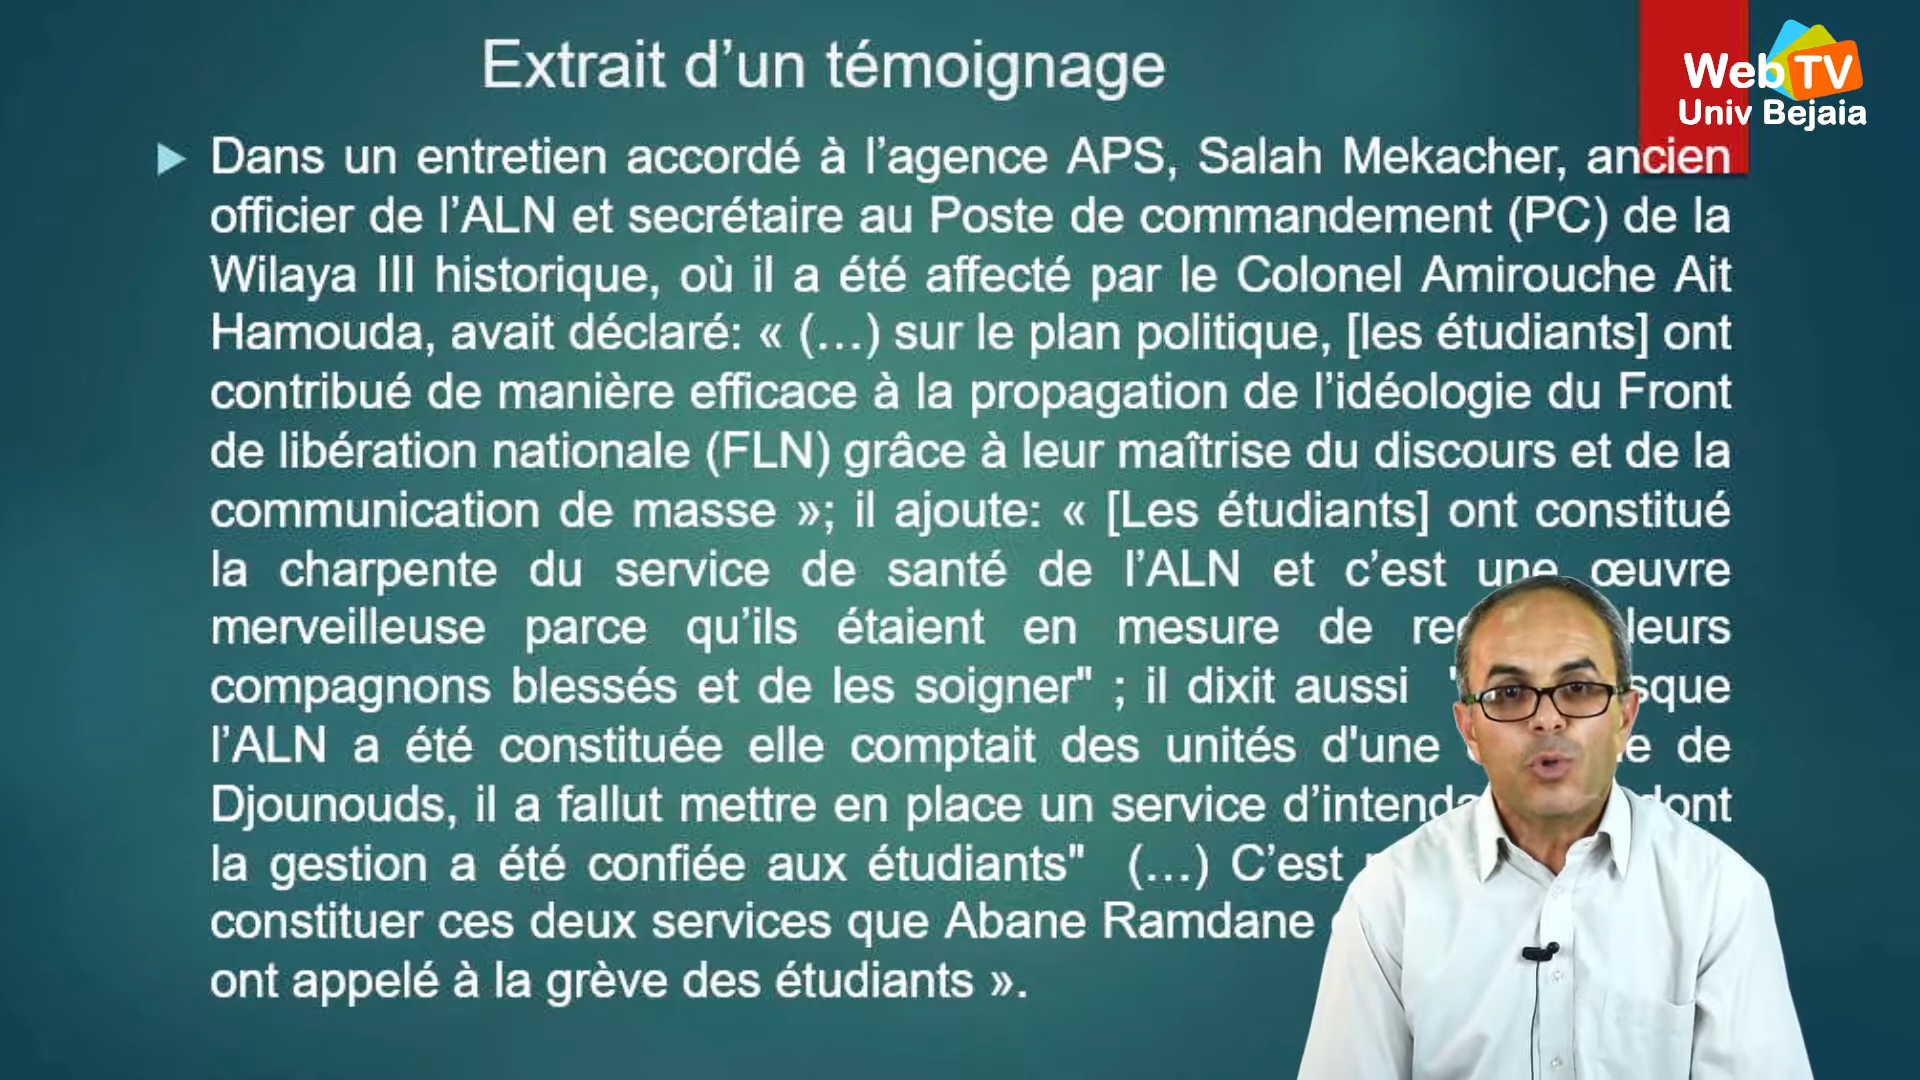 Extrait d’un témoignage
Web TV
Univ Bejaia
Dans un entretien accordé à l’agence APS, Salah Mekacher, ancien
officier de l’ALN et secrétaire au Poste de commandement (PC) de la
Wilaya III historique, où il a été affecté par le Colonel Amirouche Ait
Hamouda, avait déclaré: « (…) sur le plan politique, [les étudiants] ont
contribué de manière efficace à la propagation de l’idéologie du Front
de libération nationale (FLN) grâce à leur maîtrise du discours et de la
communication de masse »; il ajoute: « [Les étudiants] ont constitué
la charpente du service de santé de l’ALN et c’est une œuvre
merveilleuse parce qu’ils étaient en mesure de leurs
compagnons blessés et de les soigner" ; il dixit aussi
l’ALN a été constituée elle comptait des unités d'une de
Djounouds, il a fallut mettre en place un service dont
la gestion a été confiée aux étudiants" (…) C’est
constituer ces deux services que Abane Ramdane
ont appelé à la grève des étudiants ».